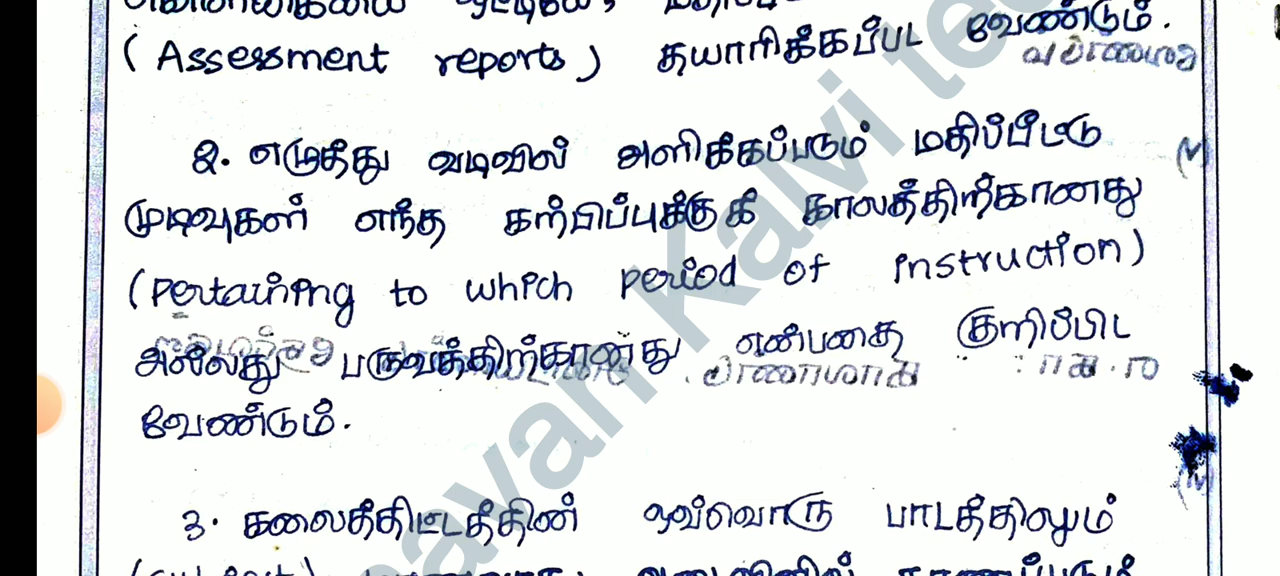 (Assessment reports) தயாரிக்கப்பட வேண்டும்.
2. எழுத்து வடிவில் அளிக்கப்படும் மதிப்பீட்டு
முடிவுகள் எந்த கற்பிப்புக்குக் காலத்திற்கானது
(pertaining to which period of instruction)
அல்லது பருவத்திற்கானது என்பதை குறிப்பிட
வேண்டும்.
3. கலைத்திட்டத்தின் ஒவ்வொரு பாடத்திலும்
Kalvi